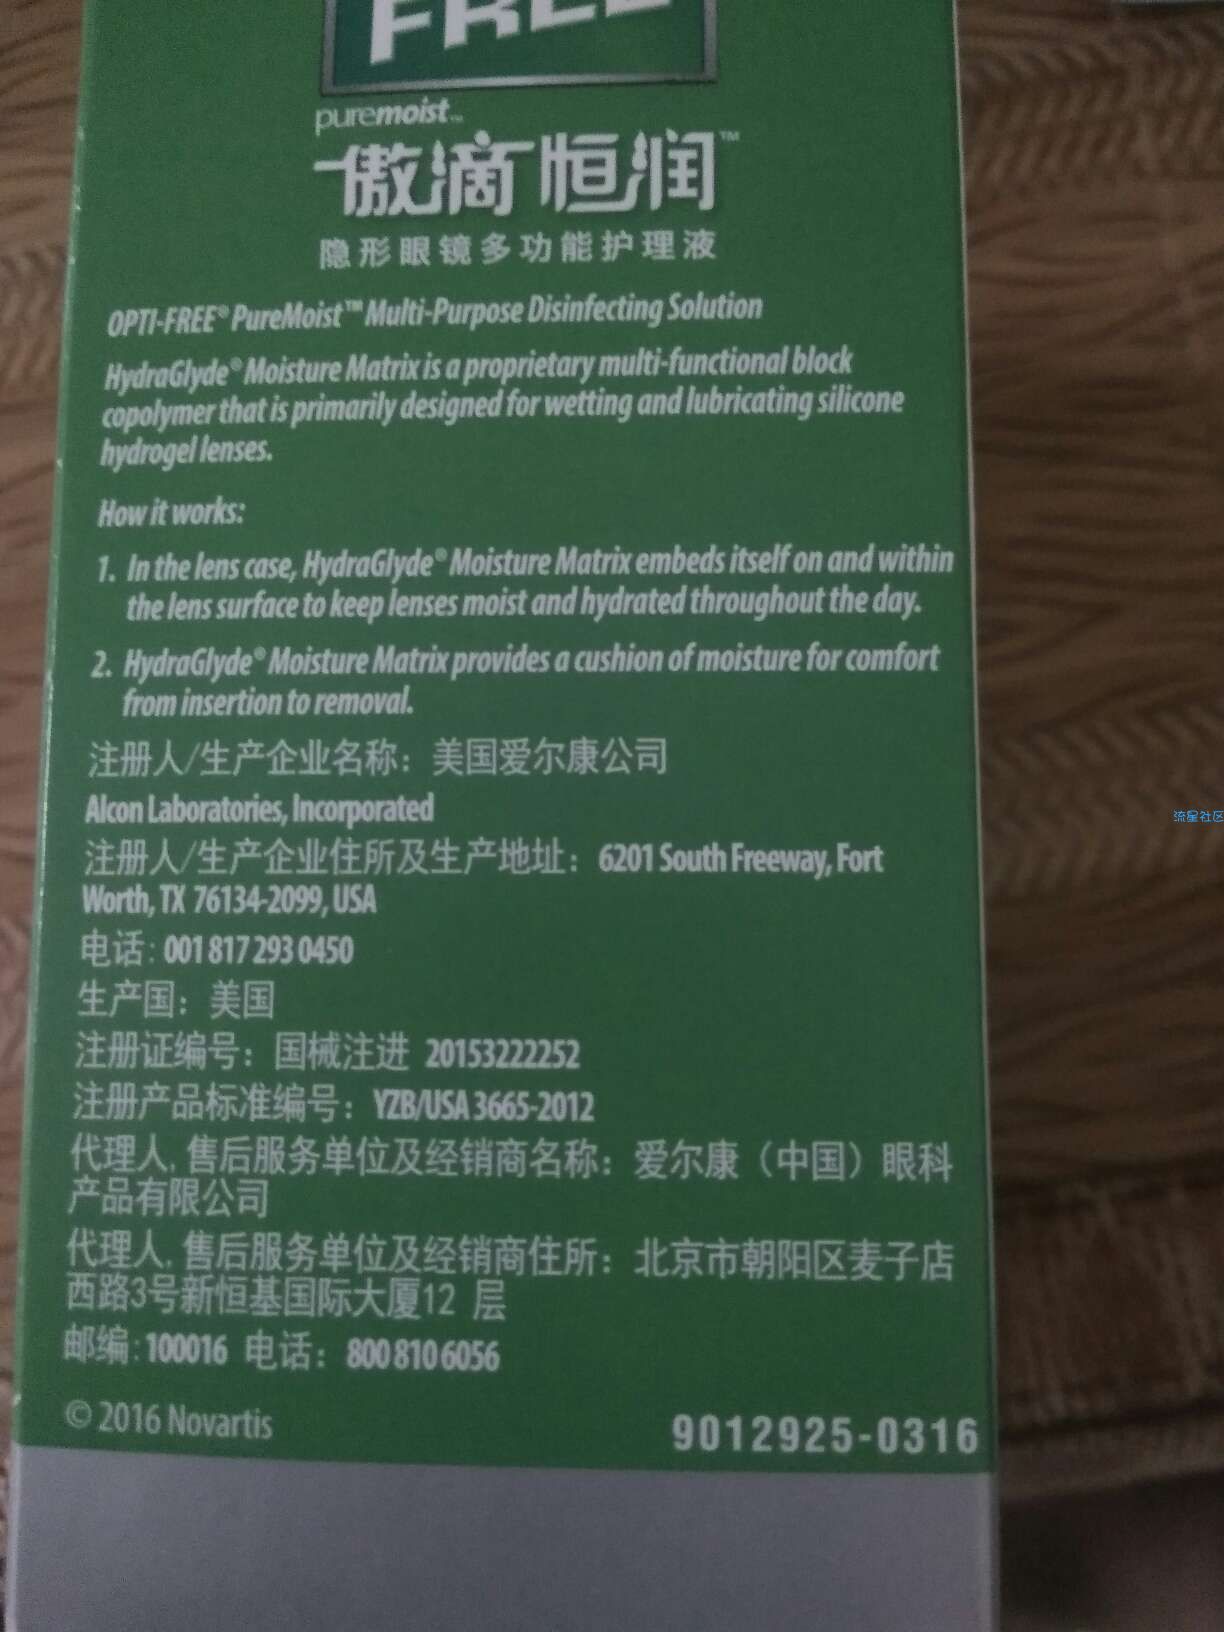 FREE
puremoist™
傲滴恒润™
隐形眼镜多功能护理液
OPTI-FREE® PureMoist™ Multi-Purpose Disinfecting Solution
HydraGlyde® Moisture Matrix is a proprietary multi-functional block
copolymer that is primarily designed for wetting and lubricating silicone
hydrogel lenses.
How it works:
1. In the lens case, HydraGlyde® Moisture Matrix embeds itself on and within
the lens surface to keep lenses moist and hydrated throughout the day.
2. HydraGlyde® Moisture Matrix provides a cushion of moisture for comfort
from insertion to removal.
注册人/生产企业名称：美国爱尔康公司
Alcon Laboratories, Incorporated
注册人/生产企业住所及生产地址：6201 South Freeway, Fort
Worth, TX 76134-2099, USA
电话：001 817 293 0450
生产国：美国
注册证编号：国械注进 20153222252
注册产品标准编号：YZB/USA 3665-2012
代理人,售后服务单位及经销商名称：爱尔康（中国）眼科
产品有限公司
代理人,售后服务单位及经销商住所：北京市朝阳区麦子店
西路3号新恒基国际大厦12 层
邮编：100016 电话：800 810 6056
© 2016 Novartis
9012925-0316
流星社区